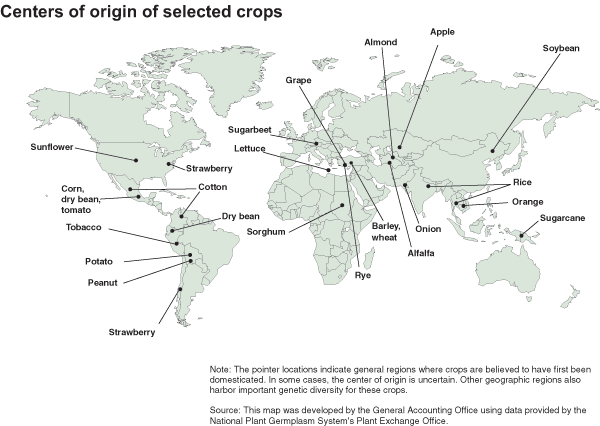 Centers of origin of selected crops
Apple
Almond
Soybean
Grape
Sugarbeet
Sunflower
Lettuce
Strawberry
Rice
Corn,
dry bean,
tomato
Cotton
Orange
Dry bean
Sugarcane
Tobacco
Sorghum
Barley,
wheat
Onion
Alfalfa
Potato
Rye
Peanut
Strawberry
Note: The pointer locations indicate general regions where crops are believed to have first been
domesticated. In some cases, the center of origin is uncertain. Other geographic regions also
harbor important genetic diversity for these crops.
Source: This map was developed by the General Accounting Office using data provided by the
National Plant Germplasm System's Plant Exchange Office.